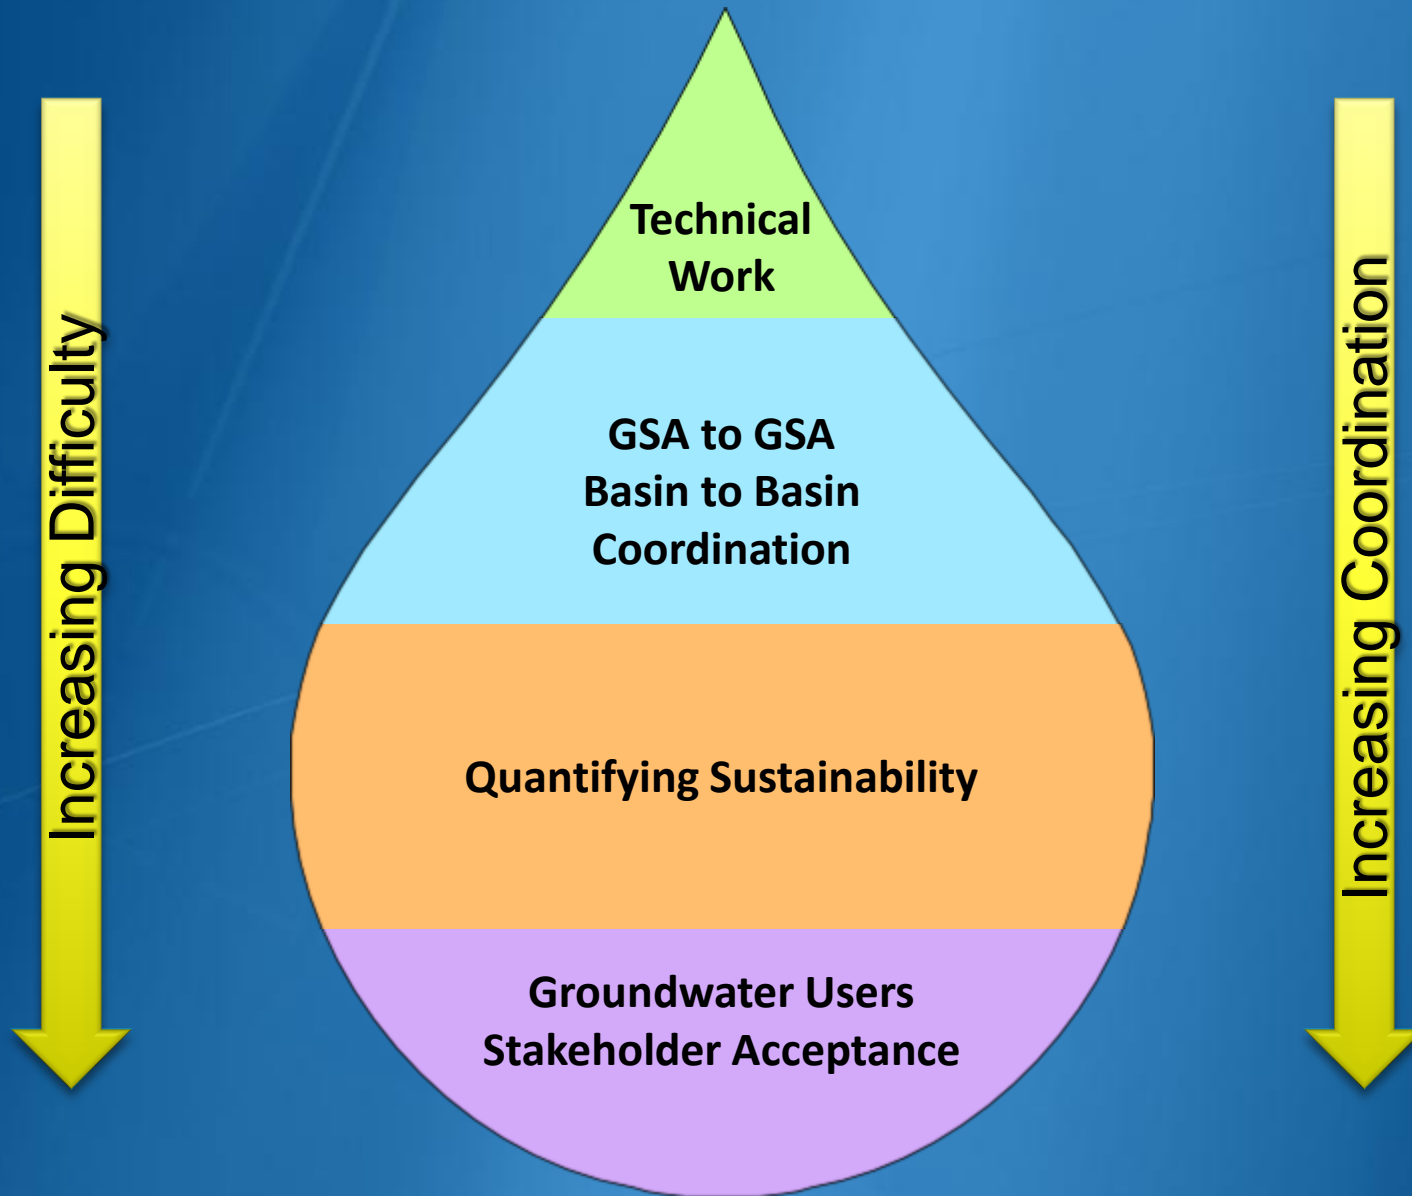 Technical
Work
GSA to GSA
Basin to Basin
Coordination
Quantifying Sustainability
Groundwater Users
Stakeholder Acceptance
Increasing Difficulty
Increasing Coordination